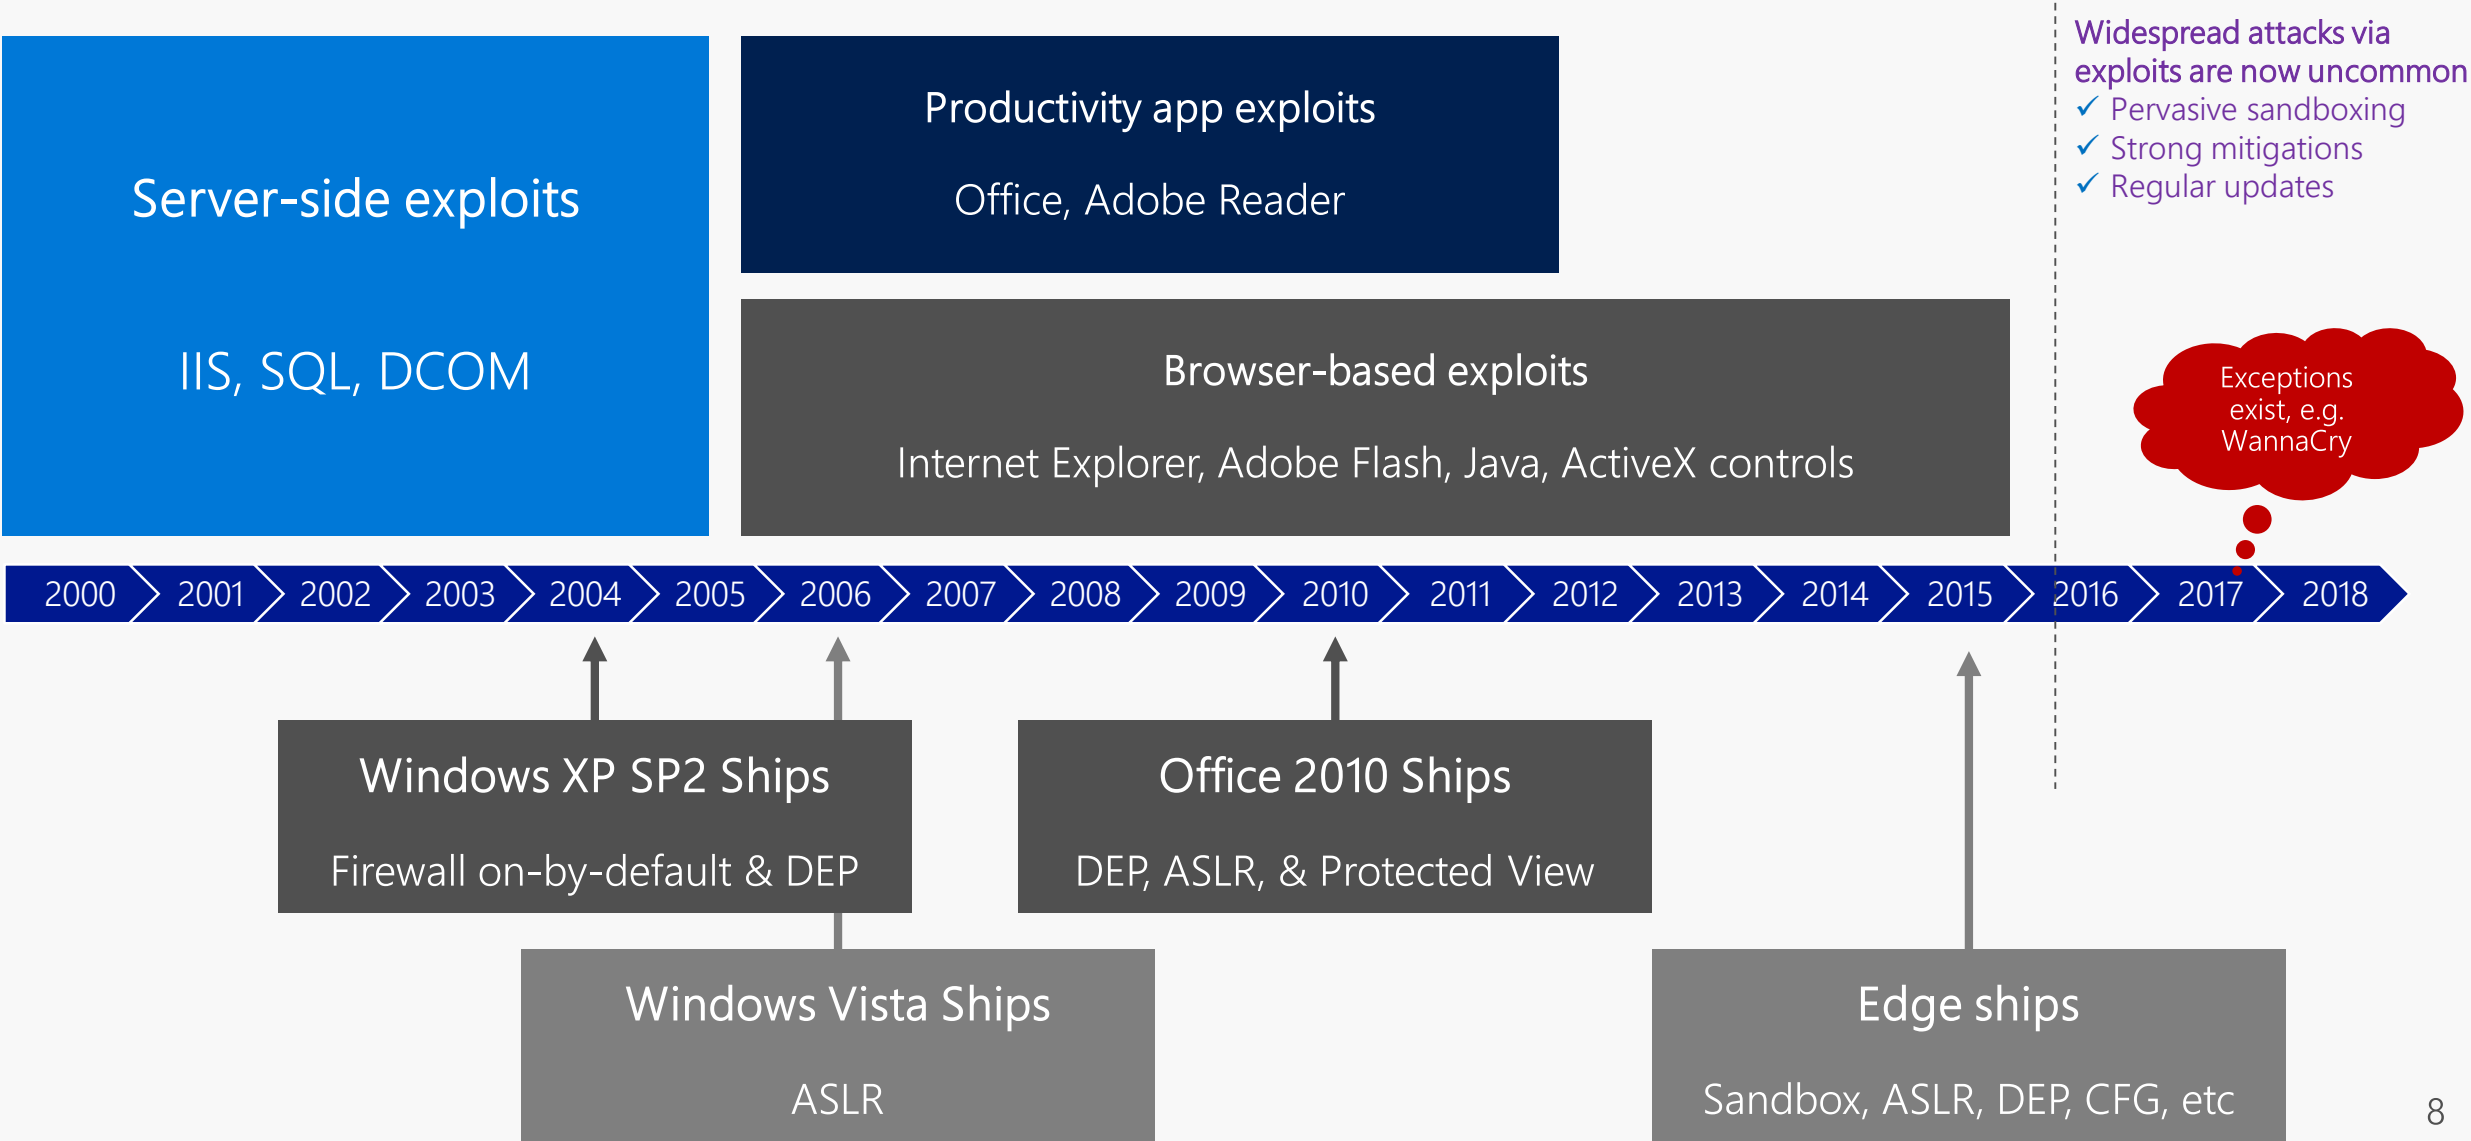 Widespread attacks via
exploits are now uncommon
✓ Pervasive sandboxing
✓ Strong mitigations
✓ Regular updates
Server-side exploits
IIS, SQL, DCOM
Productivity app exploits
Office, Adobe Reader
Browser-based exploits
Internet Explorer, Adobe Flash, Java, ActiveX controls
Exceptions
exist, e.g.
WannaCry
2000 2001 2002 2003 2004 2005 2006 2007 2008 2009 2010 2011 2012 2013 2014 2015 2016 2017 2018
Windows XP SP2 Ships
Firewall on-by-default & DEP
Office 2010 Ships
DEP, ASLR, & Protected View
Windows Vista Ships
ASLR
Edge ships
Sandbox, ASLR, DEP, CFG, etc
8